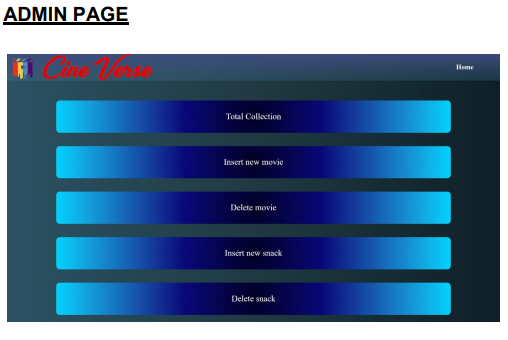 ADMIN PAGE
Cine Verse
Home
Total Collection
Insert new movie
Delete movie
Insert new snack
Delete snack